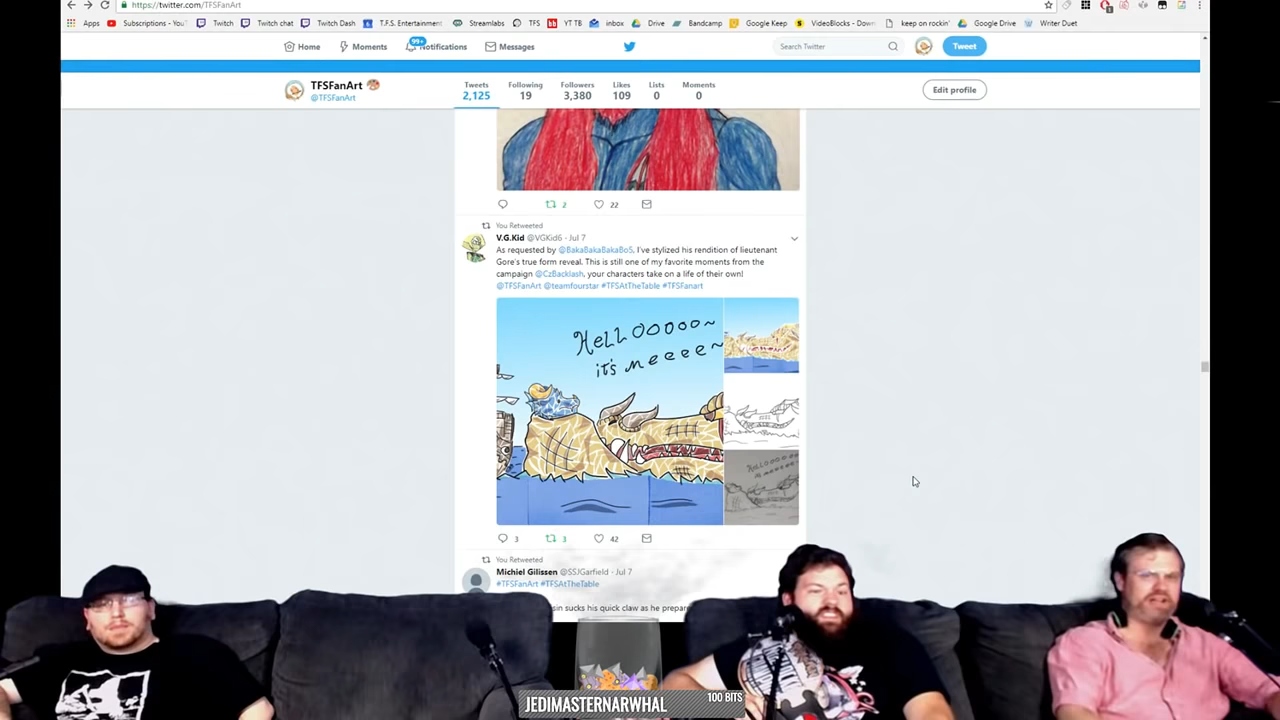 https://twitter.com/TFSFanArt
Apps Subscriptions - You Twitch Twitch chat Twitch Dash T.F.S. Entertainment Streamlabs TFS YT TB inbox Drive Bandcamp Google Keep VideoBlocks - Down keep on rockin' Google Drive Writer Duet
Home Moments 99+ Notifications Messages Search Twitter Tweet
TFSFanArt
@TFSFanArt
Tweets Following Followers Likes Lists Moments
2,125 19 3,380 109 0 0
Edit profile
2 22
You Retweeted
V.G.Kid @VGKid6 · Jul 7
As requested by @BakaBakaBakaBo5, I've stylized his rendition of lieutenant
Gore's true form reveal. This is still one of my favorite moments from the
campaign @CzBacklash, your characters take on a life of their own!
@TFSFanArt @teamfourstar #TFSAtTheTable #TFSFanart
HeLLOOOOO~
it's meeee~
3 3 42
You Retweeted
Michiel Gilissen @SSJGarfield · Jul 7
#TFSFanArt #TFSAtTheTable
sin sucks his quick claw as he prepare
JEDIMASTERNARWHAL 100 BITS